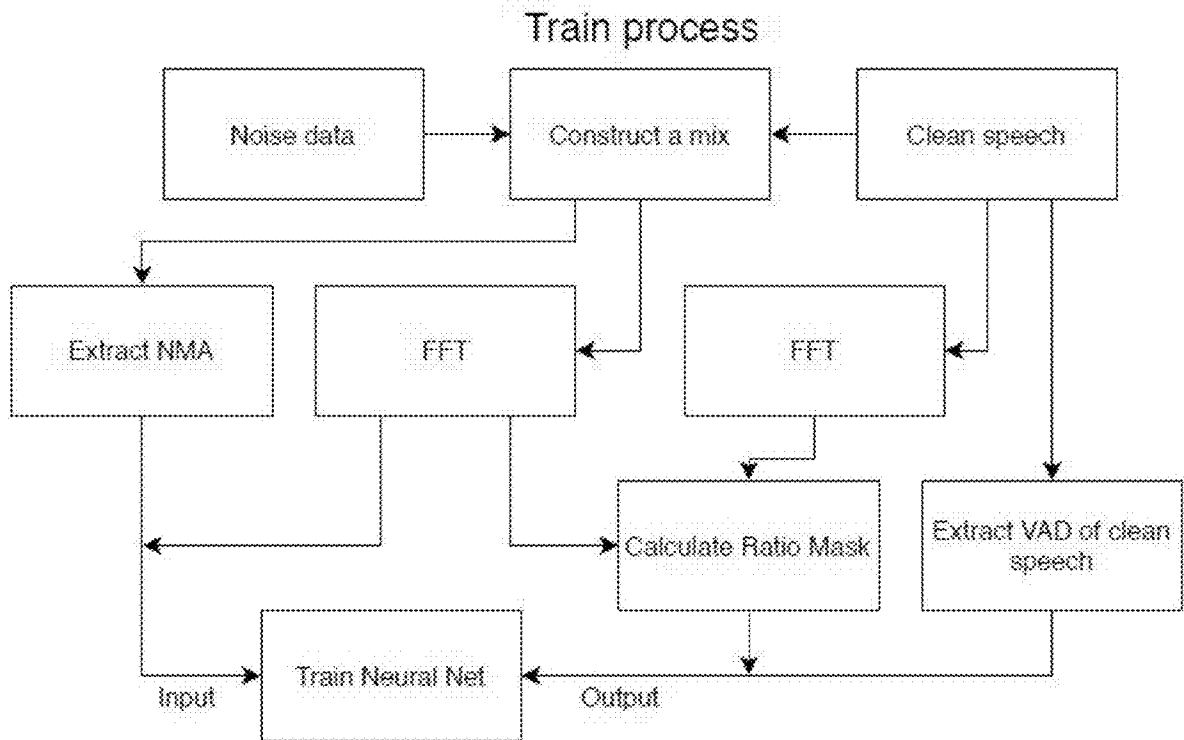 Train process
Noise data
Construct a mix
Clean speech
Extract NMA
FFT
FFT
Calculate Ratio Mask
Extract VAD of clean
speech
Train Neural Net
Input
Output